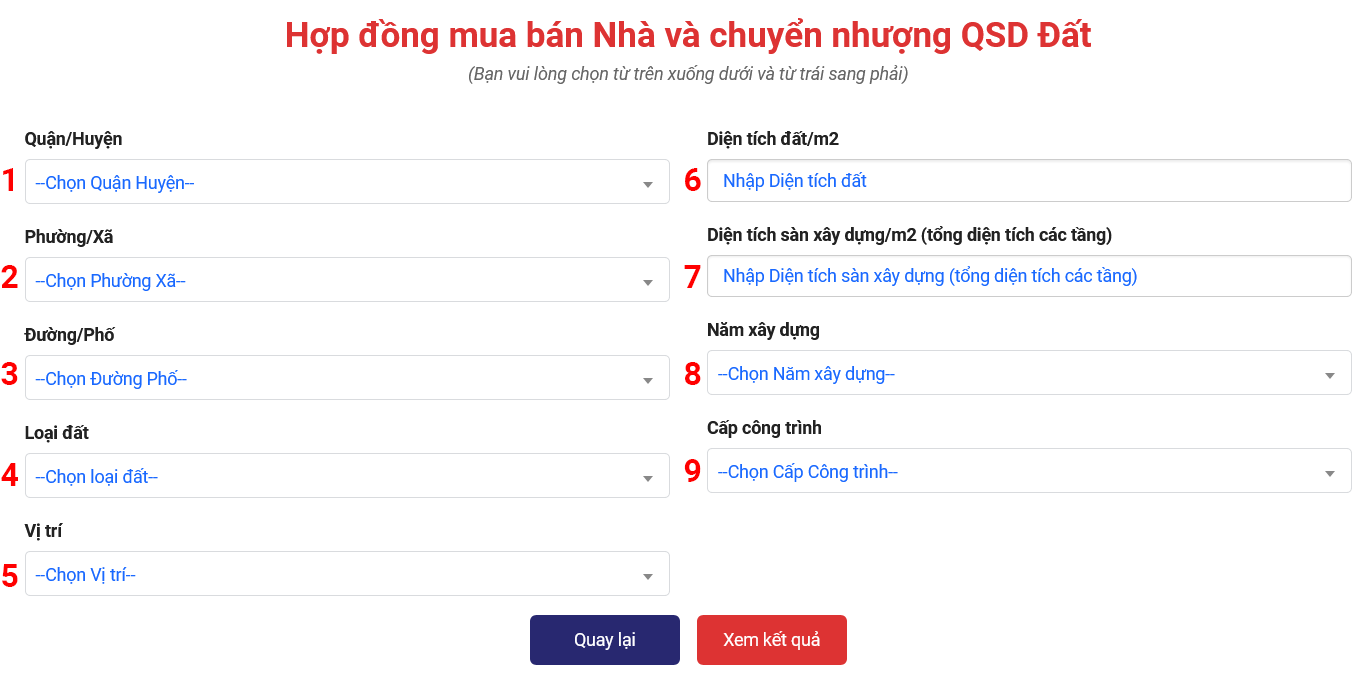 Hợp đồng mua bán Nhà và chuyển nhượng QSD Đất
(Bạn vui lòng chọn từ trên xuống dưới và từ trái sang phải)
Quận/Huyện
1 --Chọn Quận Huyện--
Phường/Xã
2 --Chọn Phường Xã--
Đường/Phố
3 --Chọn Đường Phố--
Loại đất
4 --Chọn loại đất--
Vị trí
5 --Chọn Vị trí--
Diện tích đất/m2
6 Nhập Diện tích đất
Diện tích sàn xây dựng/m2 (tổng diện tích các tầng)
7 Nhập Diện tích sàn xây dựng (tổng diện tích các tầng)
Năm xây dựng
8 --Chọn Năm xây dựng--
Cấp công trình
9 --Chọn Cấp Công trình--
Quay lại
Xem kết quả